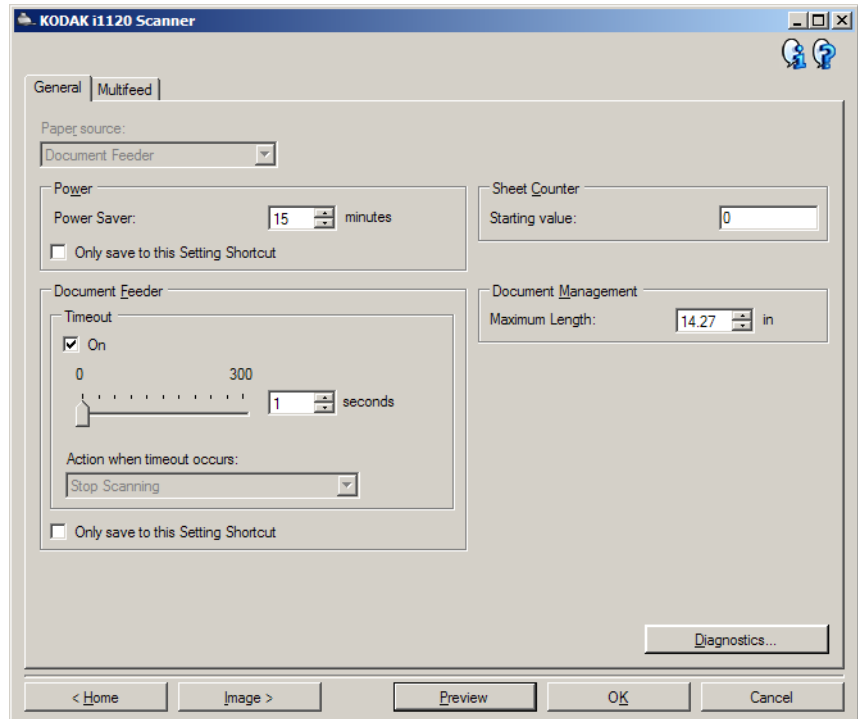 KODAK i1120 Scanner
General Multifeed
Paper source:
Document Feeder
Power
Power Saver: 15 minutes
Only save to this Setting Shortcut
Sheet Counter
Starting value: 0
Document Feeder
Timeout
On
0 300
1 seconds
Action when timeout occurs:
Stop Scanning
Only save to this Setting Shortcut
Document Management
Maximum Length: 14.27 in
Diagnostics...
< Home Image > Preview OK Cancel